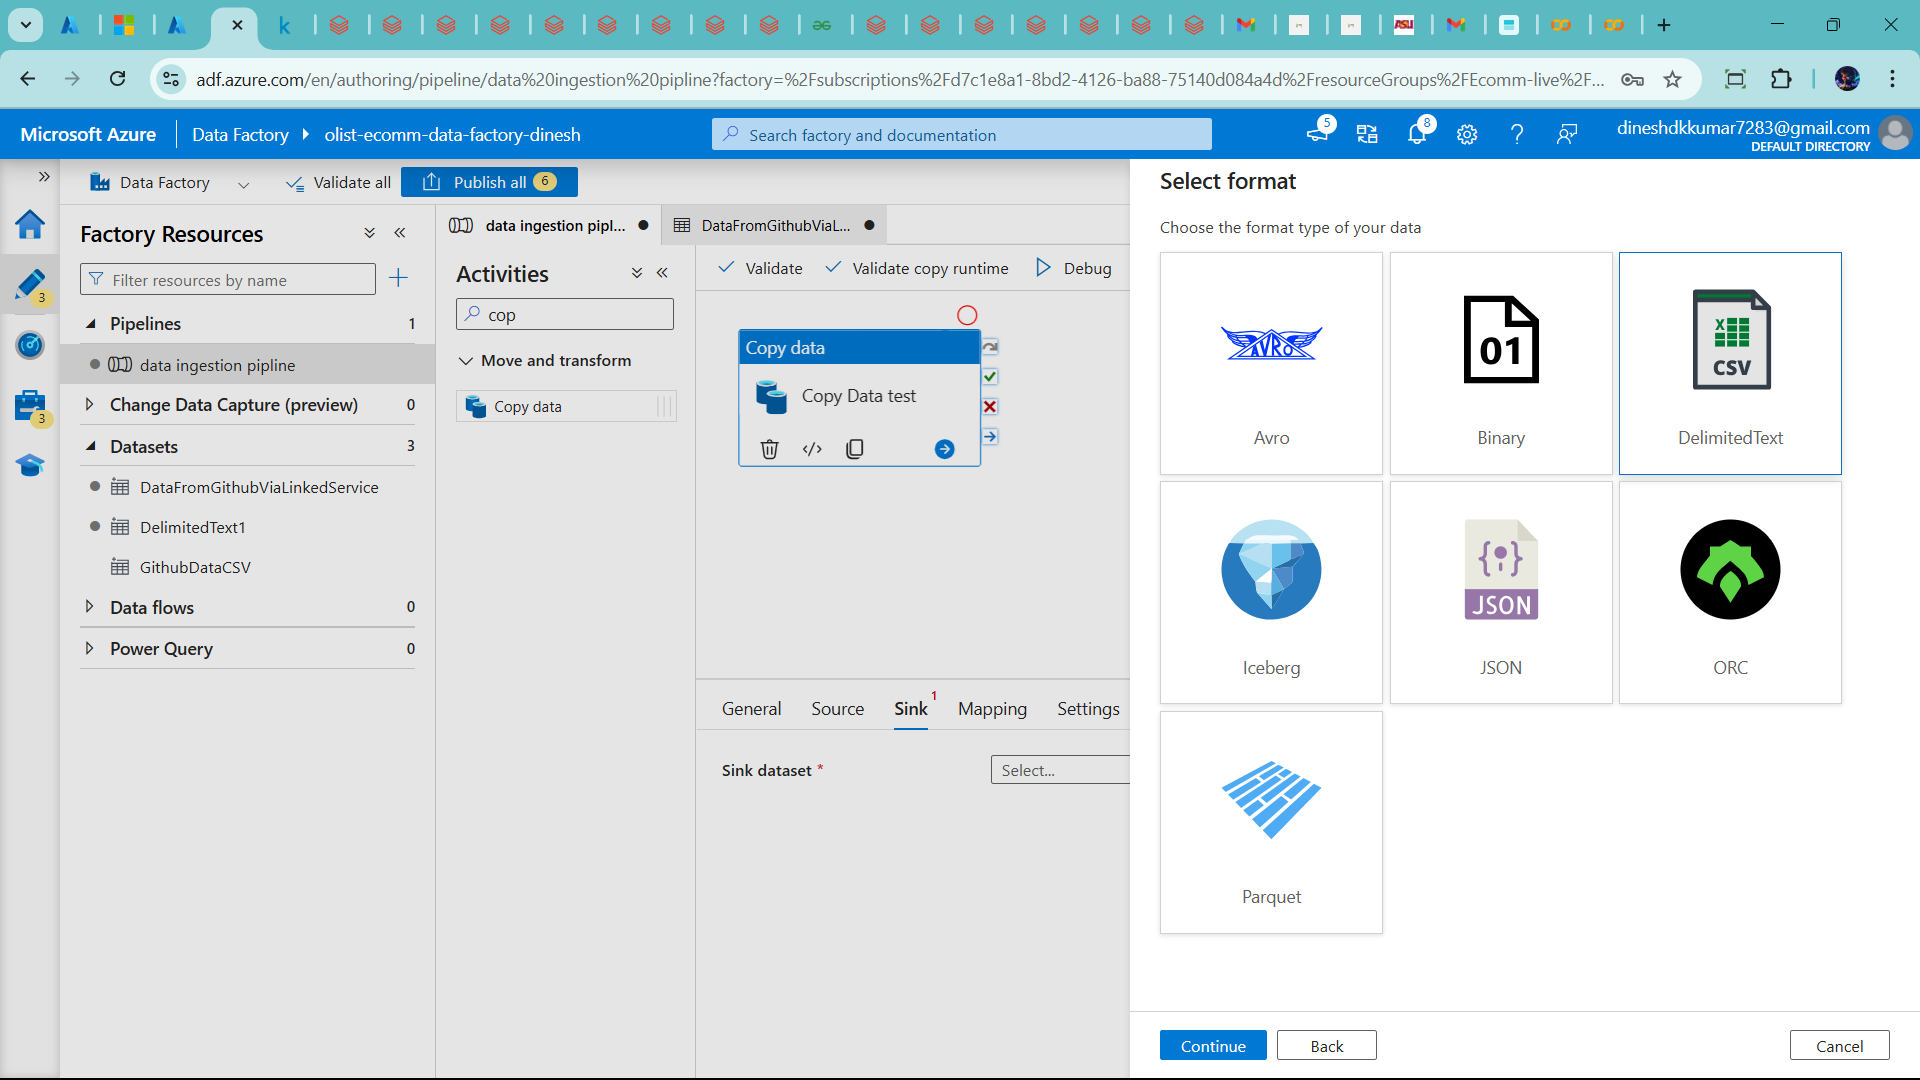 adf.azure.com/en/authoring/pipeline/data%20ingestion%20pipline?factory=%2Fsubscriptions%2Fd7c1e8a1-8bd2-4126-ba88-75140d084a4d%2FresourceGroups%2FEcomm-live%2F...
Microsoft Azure
Data Factory
olist-ecomm-data-factory-dinesh
Search factory and documentation
5
8
dineshdkkumar7283@gmail.com
DEFAULT DIRECTORY
Data Factory
Validate all
Publish all
6
3
3
Factory Resources
Filter resources by name
Pipelines
1
data ingestion pipline
Change Data Capture (preview)
0
Datasets
3
DataFromGithubViaLinkedService
DelimitedText1
GithubDataCSV
Data flows
0
Power Query
0
data ingestion pipl...
DataFromGithubViaL...
Activities
cop
Move and transform
Copy data
Validate
Validate copy runtime
Debug
Copy data
Copy Data test
General
Source
Sink
1
Mapping
Settings
Sink dataset *
Select...
Select format
Choose the format type of your data
AVRO
Avro
01
Binary
X
CSV
DelimitedText
Iceberg
JSON
JSON
ORC
Parquet
Continue
Back
Cancel
k
ASU